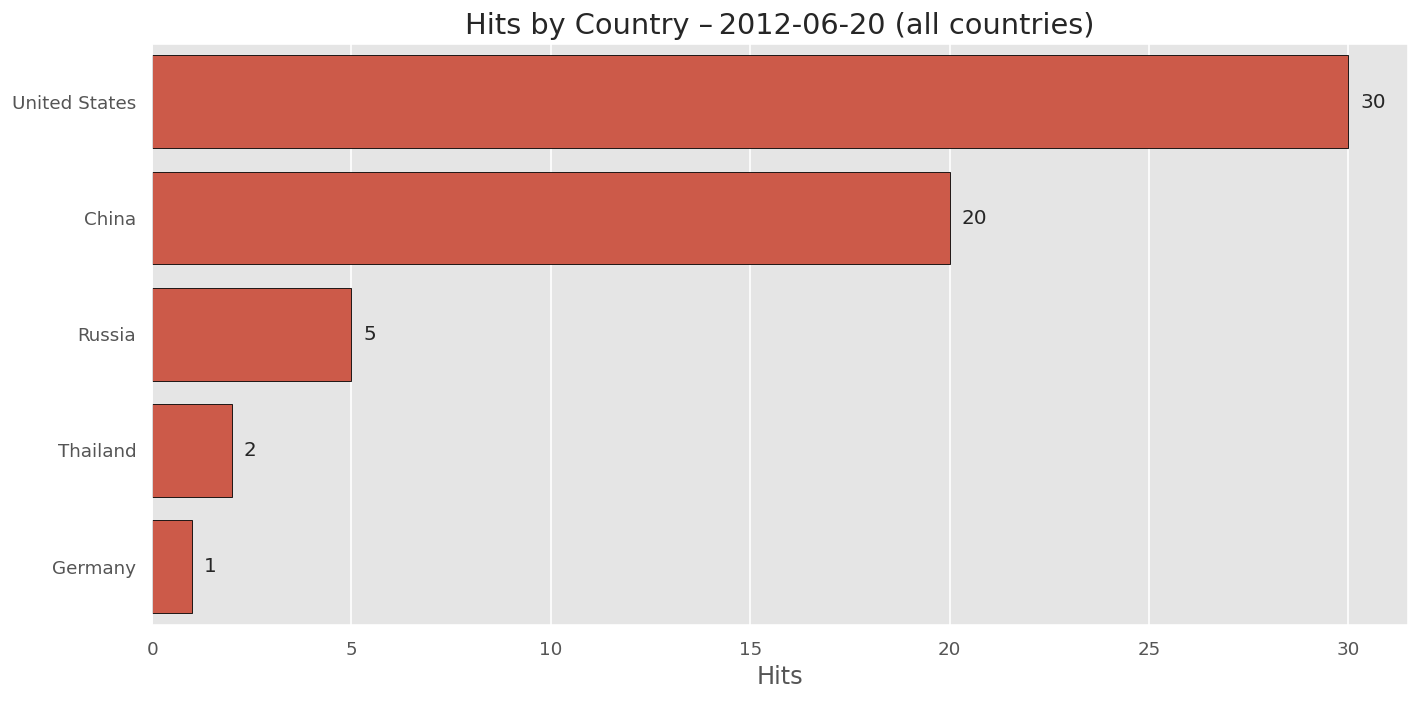 Hits by Country – 2012-06-20 (all countries)
United States
30
China
20
Russia
5
Thailand
2
Germany
1
0 5 10 15 20 25 30
Hits